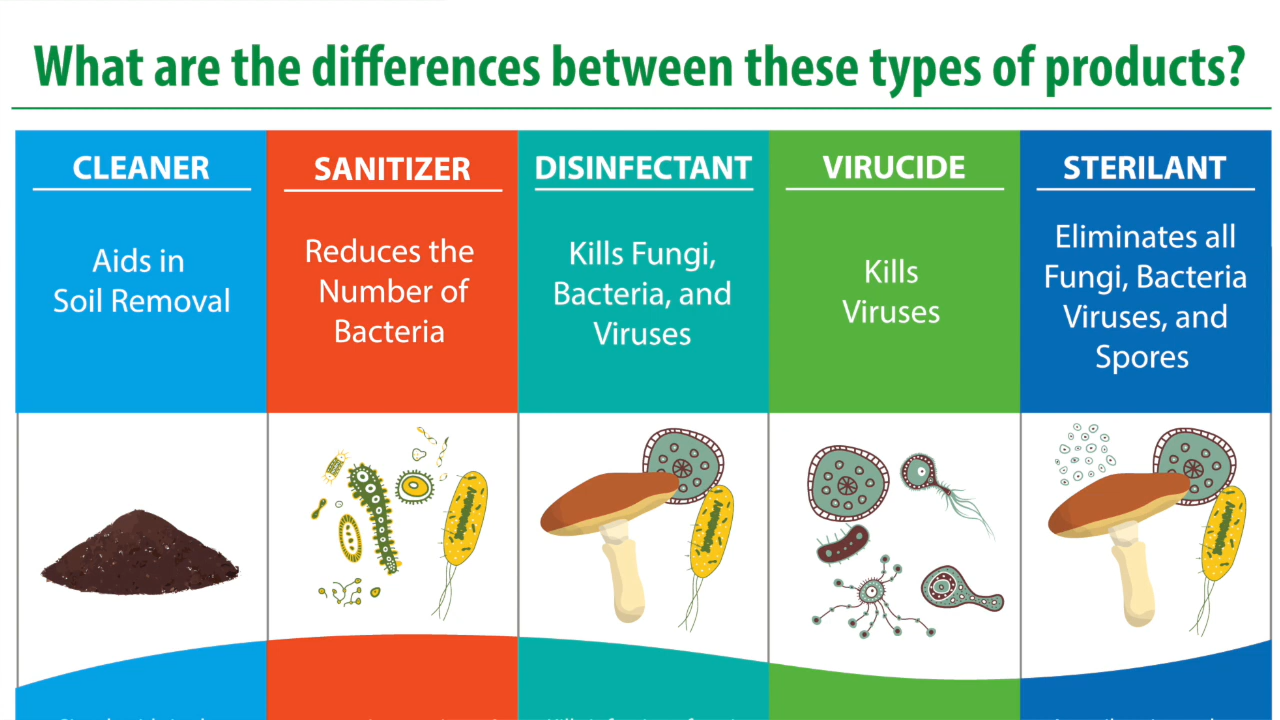 What are the differences between these types of products?
CLEANER
Aids in
Soil Removal
SANITIZER
Reduces the
Number of
Bacteria
DISINFECTANT
Kills Fungi,
Bacteria, and
Viruses
VIRUCIDE
Kills
Viruses
STERILANT
Eliminates all
Fungi, Bacteria
Viruses, and
Spores